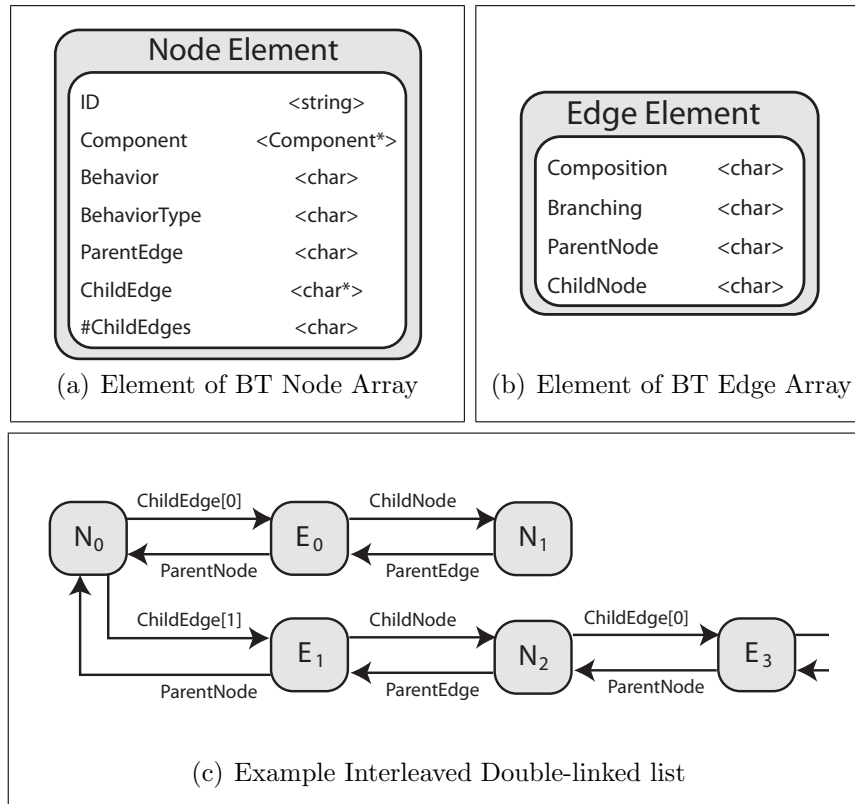 Node Element
ID <string>
Component <Component*>
Behavior <char>
BehaviorType <char>
ParentEdge <char>
ChildEdge <char*>
#ChildEdges <char>
(a) Element of BT Node Array
Edge Element
Composition <char>
Branching <char>
ParentNode <char>
ChildNode <char>
(b) Element of BT Edge Array
ChildEdge[0] ChildNode
N0 E0 N1
ParentNode ParentEdge
ChildEdge[1] ChildNode ChildEdge[0]
E1 N2 E3
ParentNode ParentEdge ParentNode
(c) Example Interleaved Double-linked list